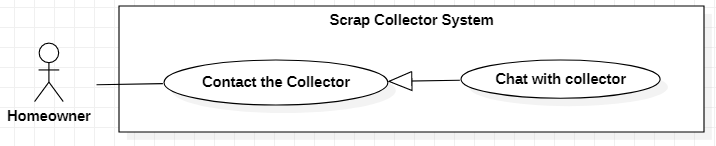 Scrap Collector System
Contact the Collector
Chat with collector
Homeowner